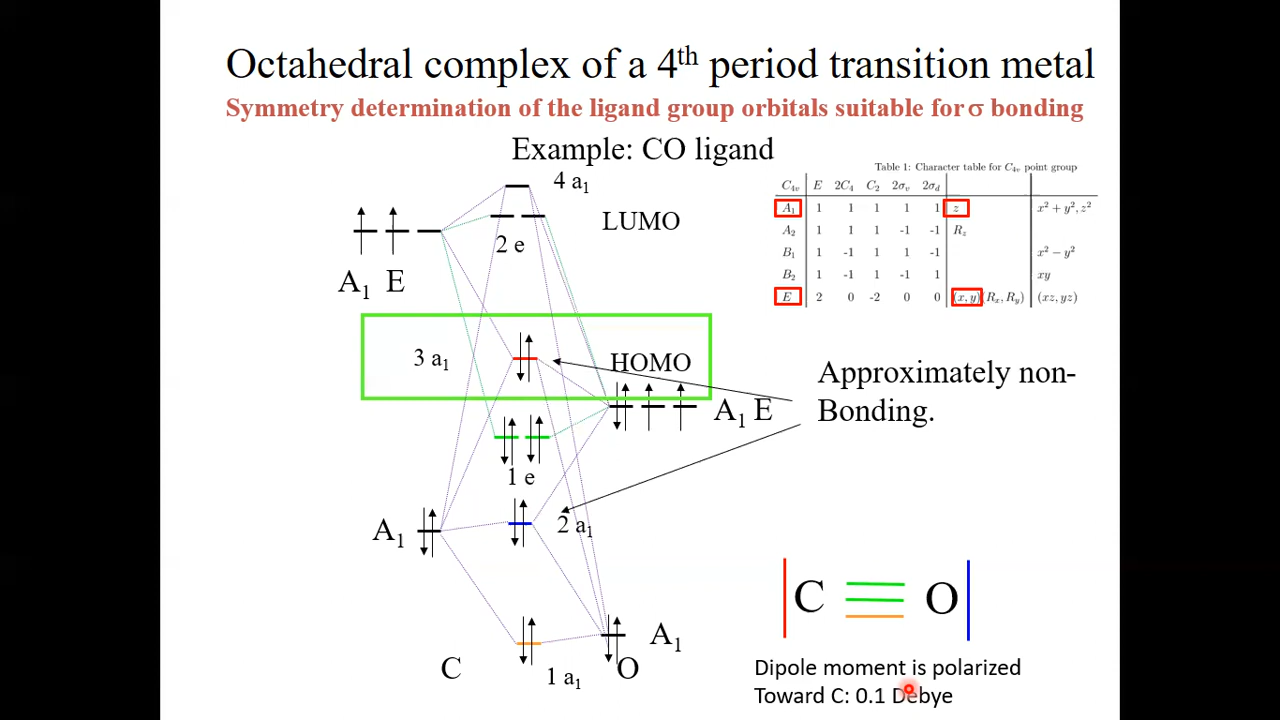 Octahedral complex of a 4th period transition metal
Symmetry determination of the ligand group orbitals suitable for σ bonding
Example: CO ligand
Table 1: Character table for C4v point group
C4v E 2C4 C2 2σv 2σd
A1 1 1 1 1 1 z x² + y², z²
A2 1 1 1 -1 -1 Rz
B1 1 -1 1 1 -1 x² − y²
B2 1 -1 1 -1 1 xy
E 2 0 -2 0 0 (x, y)(Rx, Ry) (xz, yz)
4 a1
LUMO
2 e
A1 E
3 a1
HOMO
A1 E
Approximately non-
Bonding.
1 e
A1
2 a1
C
1 a1
O
A1
|C O|
Dipole moment is polarized
Toward C: 0.1 Debye